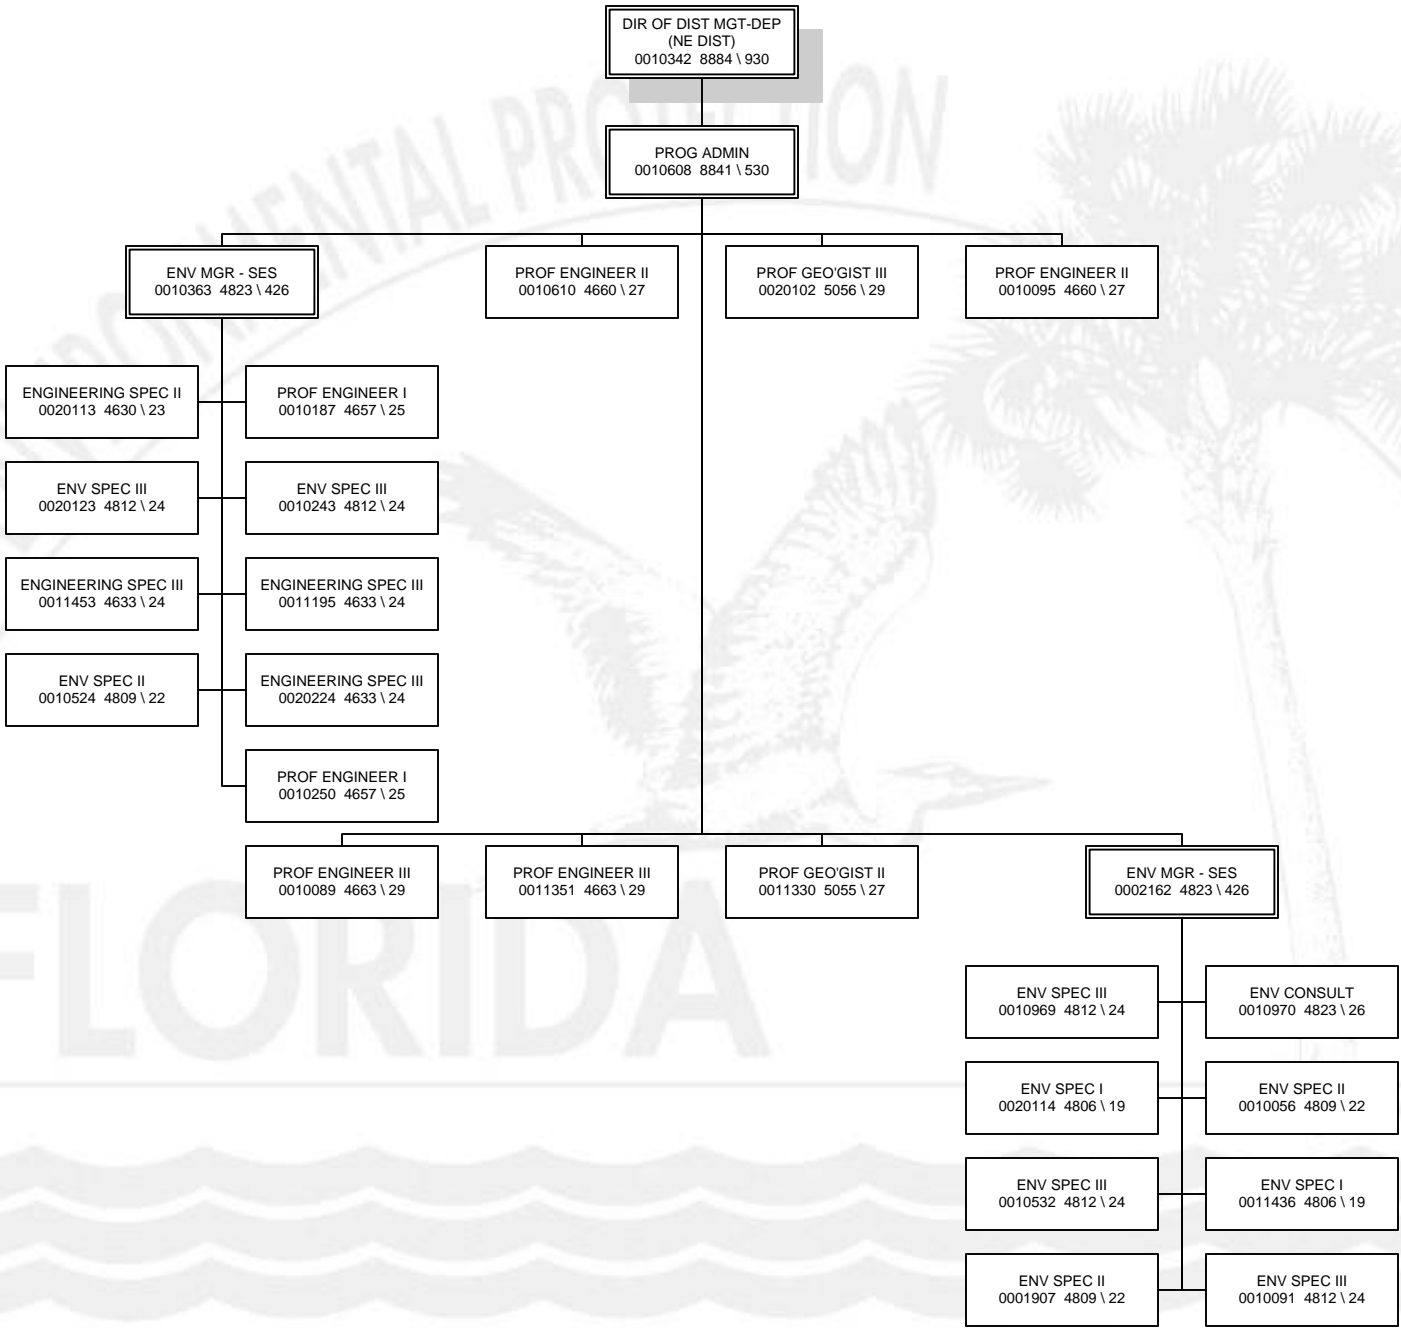 DIR OF DIST MGT-DEP
(NE DIST)
0010342 8884 \ 930
PROG ADMIN
0010608 8841 \ 530
ENV MGR - SES
0010363 4823 \ 426
PROF ENGINEER II
0010610 4660 \ 27
PROF GEO'GIST III
0020102 5056 \ 29
PROF ENGINEER II
0010095 4660 \ 27
ENGINEERING SPEC II
0020113 4630 \ 23
PROF ENGINEER I
0010187 4657 \ 25
ENV SPEC III
0020123 4812 \ 24
ENV SPEC III
0010243 4812 \ 24
ENGINEERING SPEC III
0011453 4633 \ 24
ENGINEERING SPEC III
0011195 4633 \ 24
ENV SPEC II
0010524 4809 \ 22
ENGINEERING SPEC III
0020224 4633 \ 24
PROF ENGINEER I
0010250 4657 \ 25
PROF ENGINEER III
0010089 4663 \ 29
PROF ENGINEER III
0011351 4663 \ 29
PROF GEO'GIST II
0011330 5055 \ 27
ENV MGR - SES
0002162 4823 \ 426
ENV SPEC III
0010969 4812 \ 24
ENV CONSULT
0010970 4823 \ 26
ENV SPEC I
0020114 4806 \ 19
ENV SPEC II
0010056 4809 \ 22
ENV SPEC III
0010532 4812 \ 24
ENV SPEC I
0011436 4806 \ 19
ENV SPEC II
0001907 4809 \ 22
ENV SPEC III
0010091 4812 \ 24
ENVIRONMENTAL PROTECTION
FLORIDA